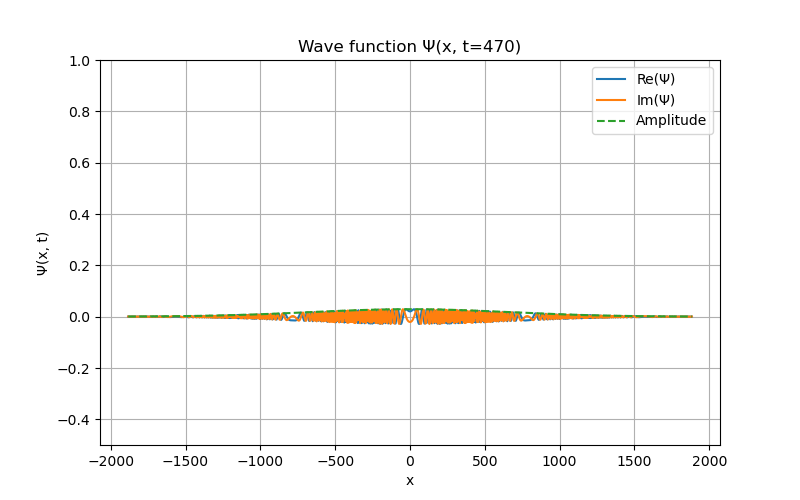 Wave function Ψ(x, t=470)
1.0
0.8
0.6
0.4
0.2
0.0
−0.2
−0.4
Ψ(x, t)
Re(Ψ)
Im(Ψ)
Amplitude
−2000
−1500
−1000
−500
0
500
1000
1500
2000
x